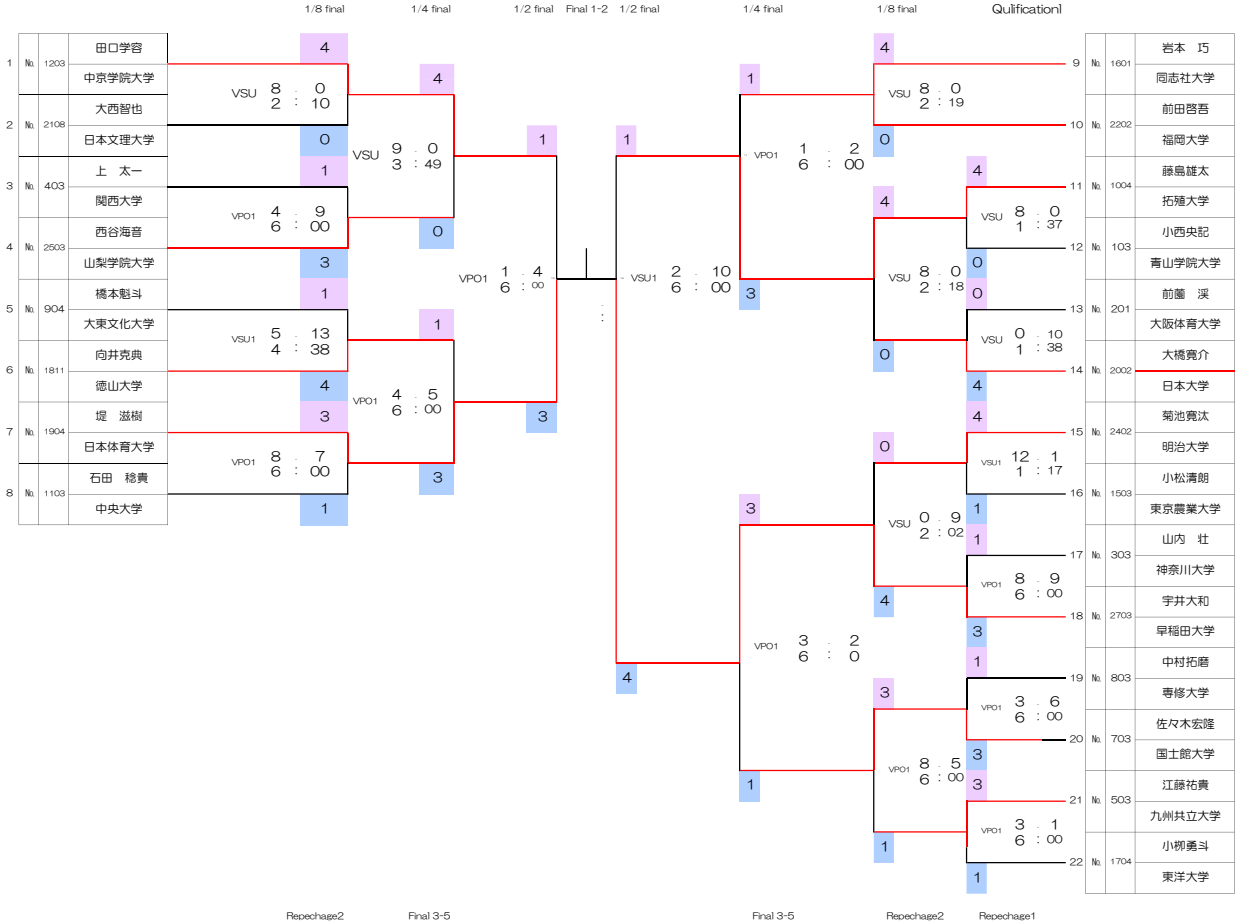 1/8 final 1/4 final 1/2 final Final 1-2 1/2 final 1/4 final 1/8 final Qulification1
1 No. 1203 田口学容
中京学院大学
2 No. 2108 大西智也
日本文理大学
3 No. 403 上 太一
関西大学
4 No. 2503 西谷海音
山梨学院大学
5 No. 904 橋本魁斗
大東文化大学
6 No. 1811 向井克典
徳山大学
7 No. 1904 堤 滋樹
日本体育大学
8 No. 1103 石田 稔貴
中央大学
4
VSU 8 - 0
2 : 10
0
1
VPO1 4 - 9
6 : 00
3
1
VSU1 5 - 13
4 : 38
4
3
VPO1 8 - 7
6 : 00
1
4
VSU 9 - 0
3 : 49
0
1
VPO1 4 - 5
6 : 00
3
1
VPO1 1 - 4
6 : 00
3
-
:
1
VSU1 2 - 10
6 : 00
4
1
VPO1 1 - 2
6 : 00
3
3
VPO1 3 - 2
6 : 0
1
4
VSU 8 - 0
2 : 19
0
4
VSU 8 - 0
2 : 18
0
0
VSU 0 - 9
2 : 02
4
3
VPO1 8 - 5
6 : 00
1
4
VSU 8 - 0
1 : 37
0
0
VSU 0 - 10
1 : 38
4
4
VSU1 12 - 1
1 : 17
1
1
VPO1 8 - 9
6 : 00
3
1
VPO1 3 - 6
6 : 00
3
3
VPO1 3 - 1
6 : 00
1
9 No. 1601 岩本 巧
同志社大学
10 No. 2202 前田啓吾
福岡大学
11 No. 1004 藤島雄太
拓殖大学
12 No. 103 小西央記
青山学院大学
13 No. 201 前薗 渓
大阪体育大学
14 No. 2002 大橋寛介
日本大学
15 No. 2402 菊池寛汰
明治大学
16 No. 1503 小松清朗
東京農業大学
17 No. 303 山内 壮
神奈川大学
18 No. 2703 宇井大和
早稲田大学
19 No. 803 中村拓磨
専修大学
20 No. 703 佐々木宏隆
国士館大学
21 No. 503 江藤祐貴
九州共立大学
22 No. 1704 小栁勇斗
東洋大学
Repechage2 Final 3-5 Final 3-5 Repechage2 Repechage1